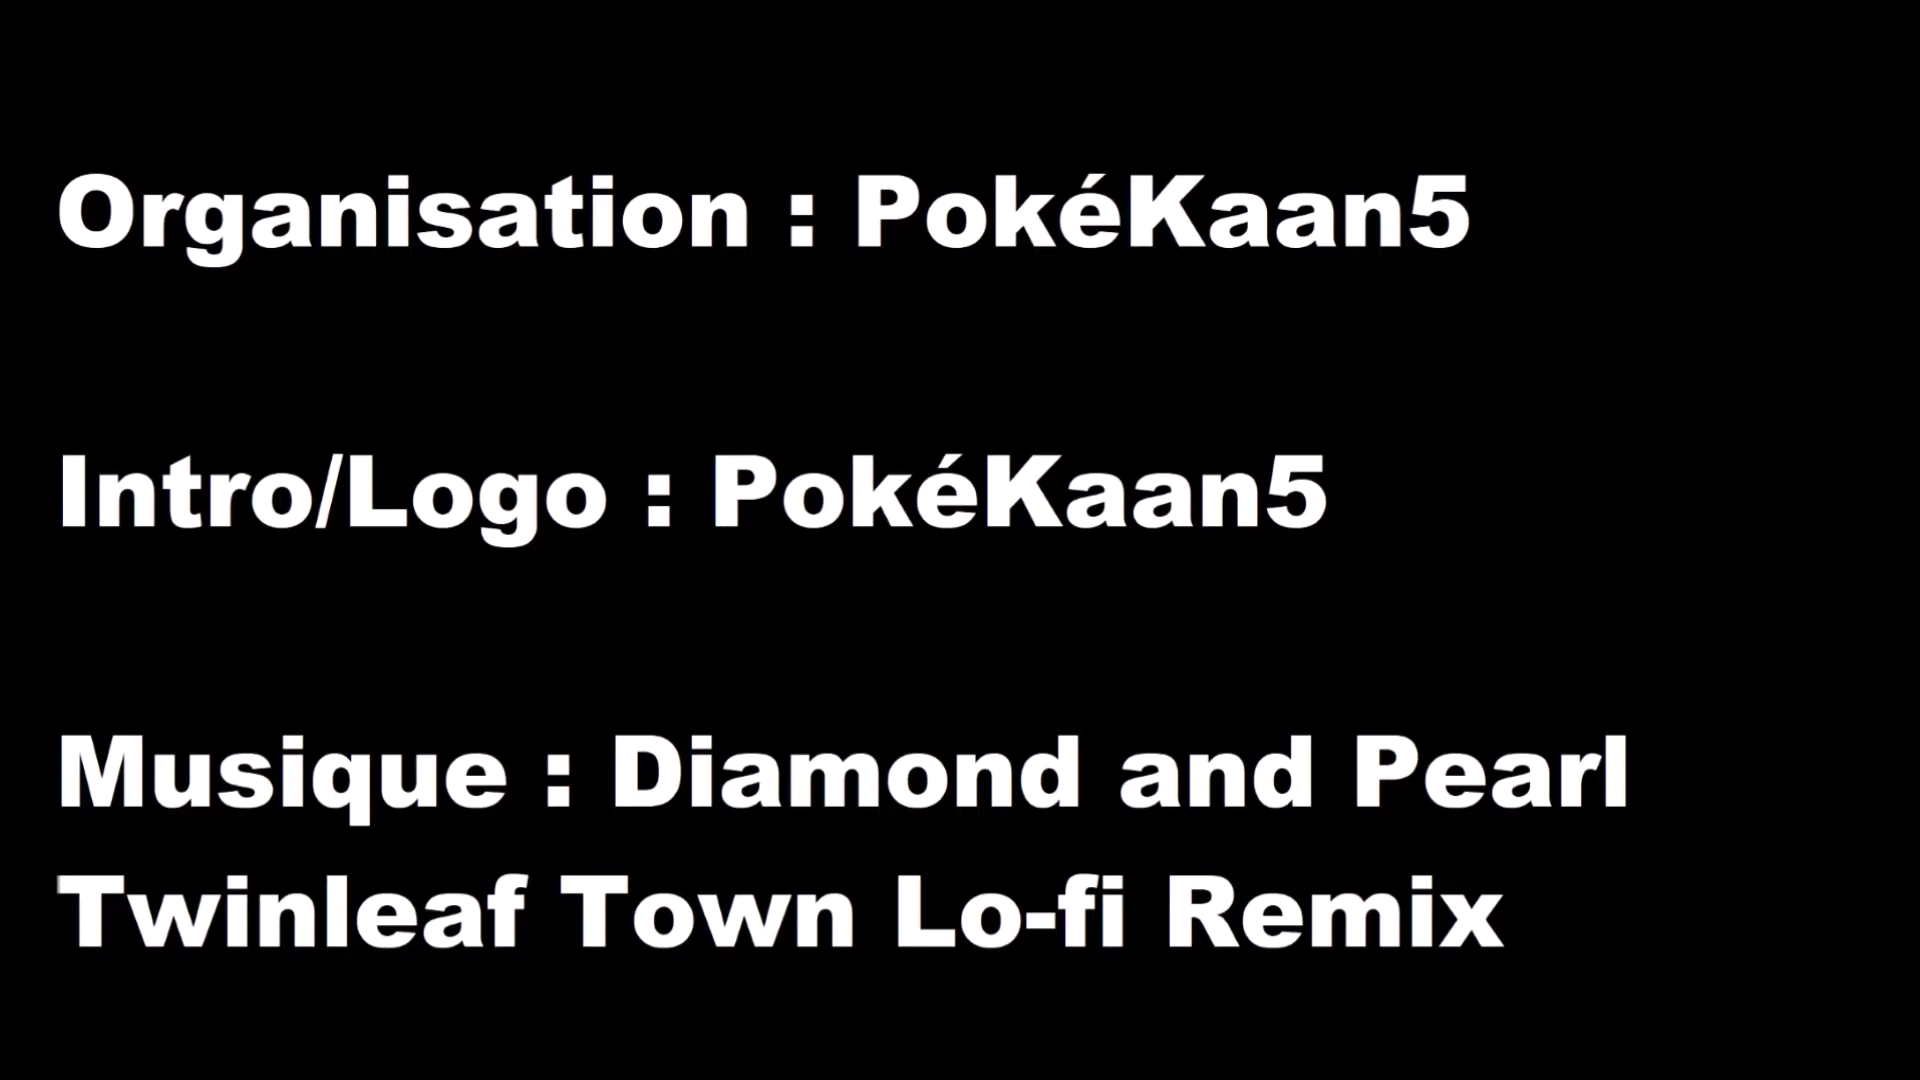 Organisation : PokéKaan5
Intro/Logo : PokéKaan5
Musique : Diamond and Pearl
Twinleaf Town Lo-fi Remix